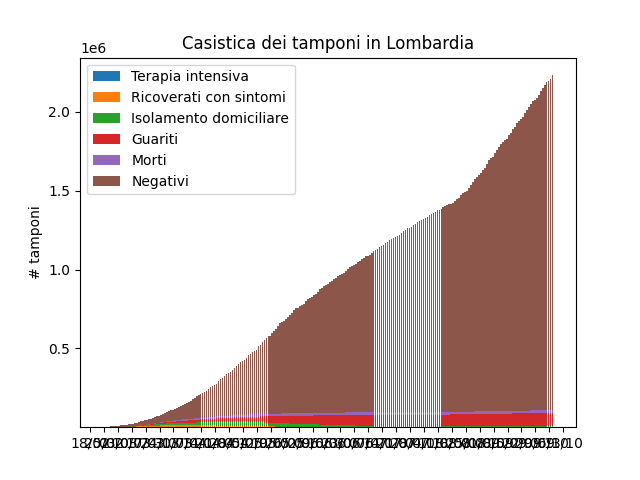 Casistica dei tamponi in Lombardia
1e6
Terapia intensiva
Ricoverati con sintomi
Isolamento domiciliare
Guariti
Morti
Negativi
# tamponi
2.0
1.5
1.0
0.5